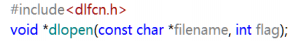 #include<dlfcn.h>
void *dlopen(const char *filename, int flag);